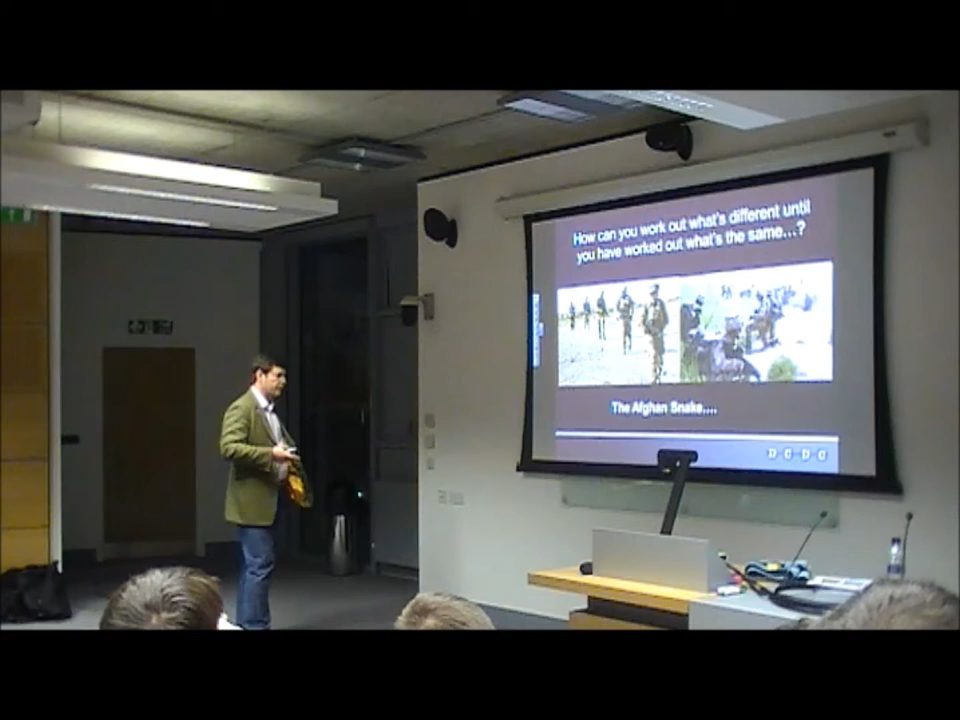 How can you work out what's different until
you have worked out what's the same...?
The Afghan Snake....
D C D C